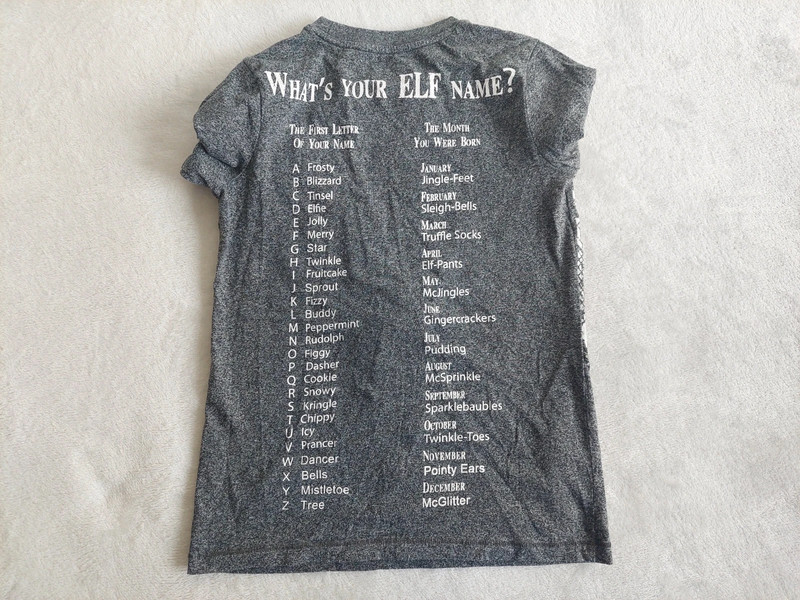 WHAT'S YOUR ELF NAME?
THE FIRST LETTER
OF YOUR NAME
A Frosty
B Blizzard
C Tinsel
D Elfie
E Jolly
F Merry
G Star
H Twinkle
I Fruitcake
J Sprout
K Fizzy
L Buddy
M Peppermint
N Rudolph
O Figgy
P Dasher
Q Cookie
R Snowy
S Kringle
T Chippy
U Icy
V Prancer
W Dancer
X Bells
Y Mistletoe
Z Tree
THE MONTH
YOU WERE BORN
JANUARY
Jingle-Feet
FEBRUARY
Sleigh-Bells
MARCH
Truffle Socks
APRIL
Elf-Pants
MAY
McJingles
JUNE
Gingercrackers
JULY
Pudding
AUGUST
McSprinkle
SEPTEMBER
Sparklebaubles
OCTOBER
Twinkle-Toes
NOVEMBER
Pointy Ears
DECEMBER
McGlitter